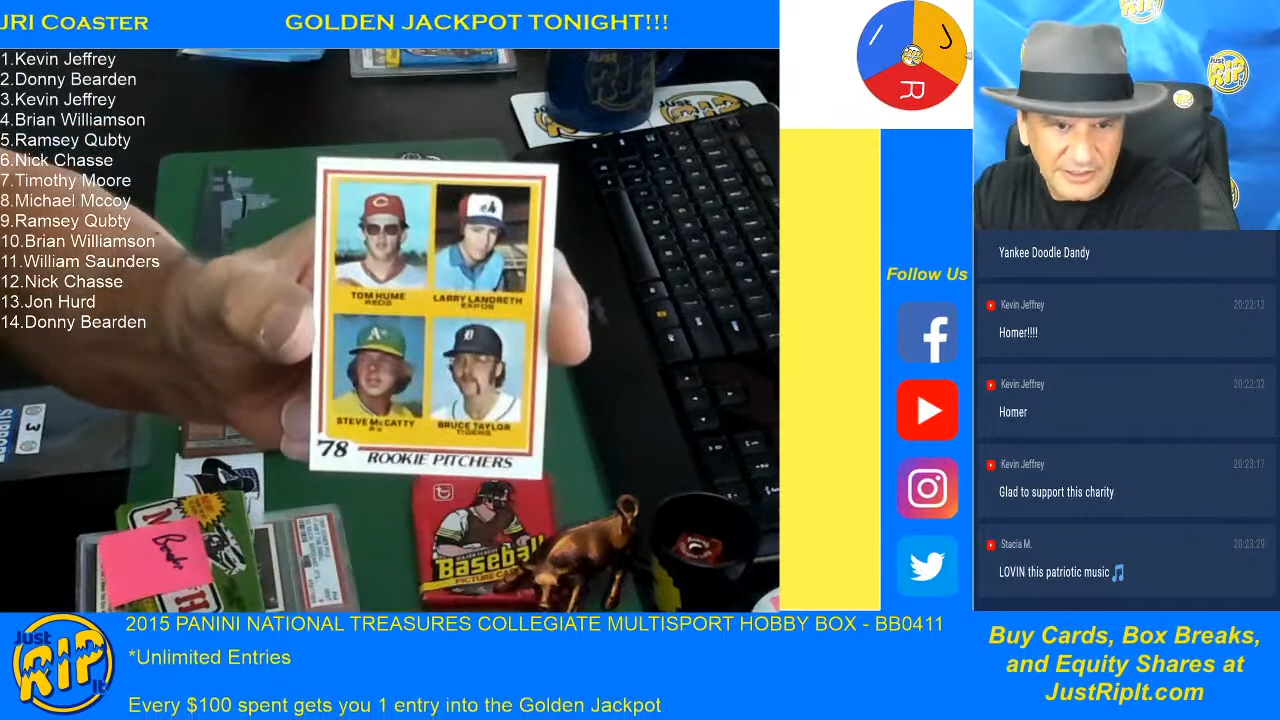 JRI COASTER
GOLDEN JACKPOT TONIGHT!!!
1.Kevin Jeffrey
2.Donny Bearden
3.Kevin Jeffrey
4.Brian Williamson
5.Ramsey Qubty
6.Nick Chasse
7.Timothy Moore
8.Michael Mccoy
9.Ramsey Qubty
10.Brian Williamson
11.William Saunders
12.Nick Chasse
13.Jon Hurd
14.Donny Bearden
J
R
I
TOM HUME
REDS
LARRY LANDRETH
EXPOS
STEVE McCATTY
A's
BRUCE TAYLOR
TIGERS
'78
ROOKIE PITCHERS
Baseball
PICTURE CARDS
3
Follow Us
Yankee Doodle Dandy
Kevin Jeffrey 20:22:12
Homer!!!!
Kevin Jeffrey 20:22:32
Homer
Kevin Jeffrey 20:23:17
Glad to support this charity
Stacia M. 20:23:29
LOVIN this patriotic music
Just
RIP
It
2015 PANINI NATIONAL TREASURES COLLEGIATE MULTISPORT HOBBY BOX - BB0411
*Unlimited Entries
Every $100 spent gets you 1 entry into the Golden Jackpot
Buy Cards, Box Breaks,
and Equity Shares at
JustRipIt.com